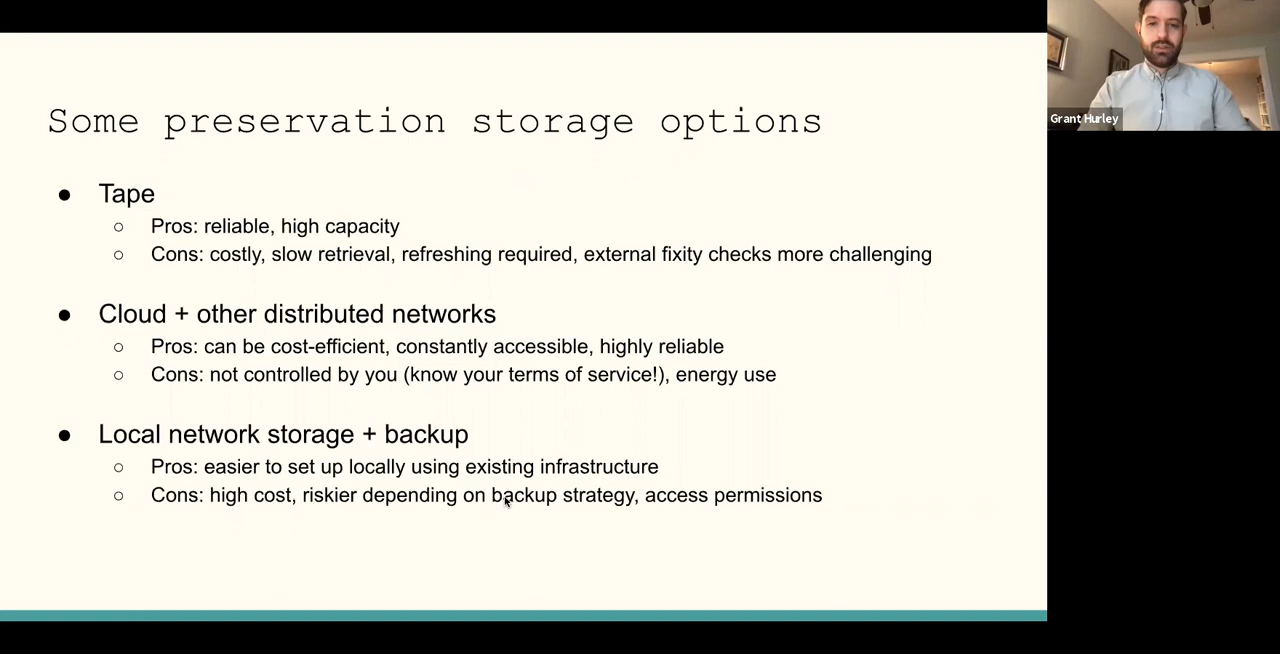 Some preservation storage options
● Tape
○ Pros: reliable, high capacity
○ Cons: costly, slow retrieval, refreshing required, external fixity checks more challenging
● Cloud + other distributed networks
○ Pros: can be cost-efficient, constantly accessible, highly reliable
○ Cons: not controlled by you (know your terms of service!), energy use
● Local network storage + backup
○ Pros: easier to set up locally using existing infrastructure
○ Cons: high cost, riskier depending on backup strategy, access permissions
Grant Hurley